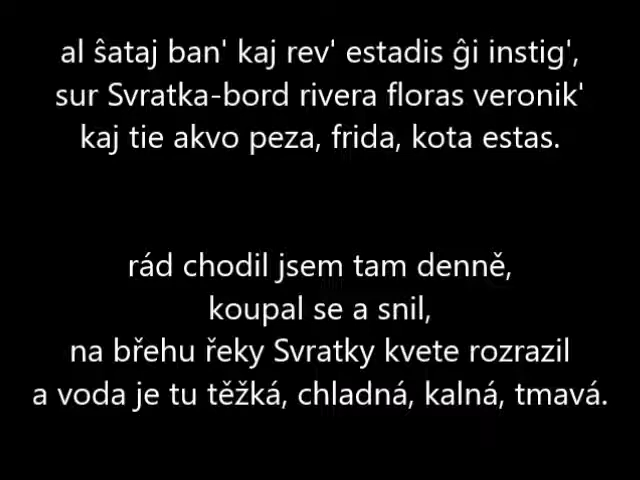 al ŝataj ban' kaj rev' estadis ĝi instig',
sur Svratka-bord rivera floras veronik'
kaj tie akvo peza, frida, kota estas.
rád chodil jsem tam denně,
koupal se a snil,
na břehu řeky Svratky kvete rozrazil
a voda je tu těžká, chladná, kalná, tmavá.